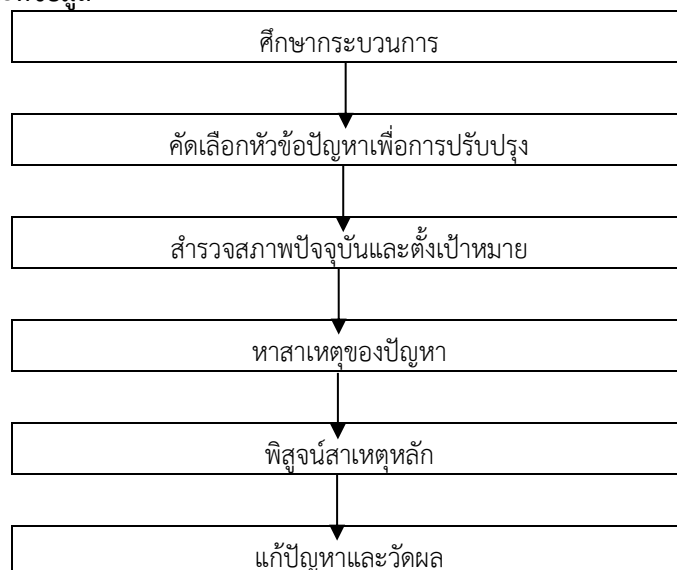 ศึกษากระบวนการ
คัดเลือกหัวข้อปัญหาเพื่อการปรับปรุง
สำรวจสภาพปัจจุบันและตั้งเป้าหมาย
หาสาเหตุของปัญหา
พิสูจน์สาเหตุหลัก
แก้ปัญหาและวัดผล